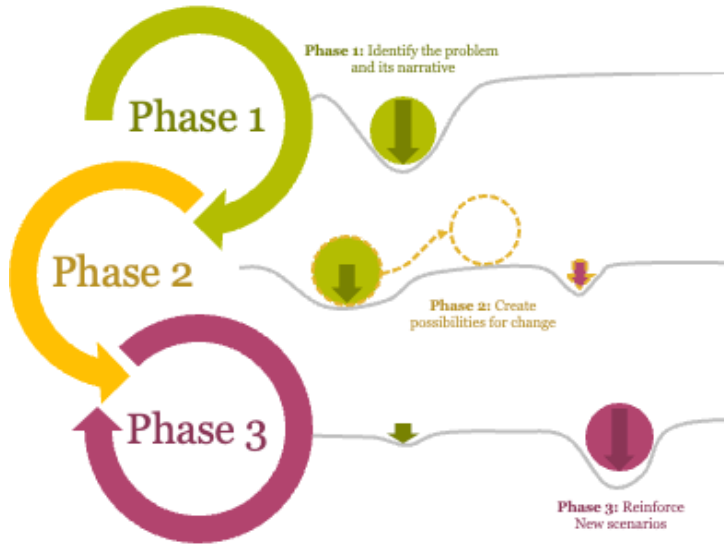 Phase 1: Identify the problem
and its narrative
Phase 1
Phase 2
Phase 2: Create
possibilities for change
Phase 3
Phase 3: Reinforce
New scenarios